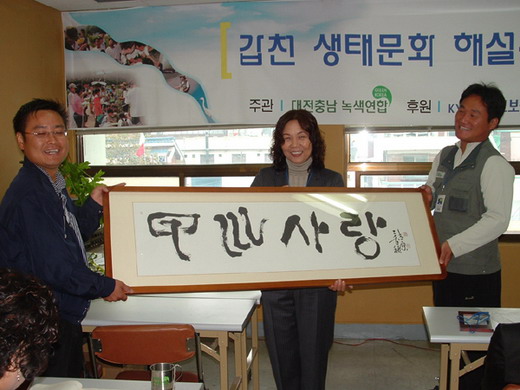 갑천 생태문화 해설
주관 | 대전충남 녹색연합 후원 |
甲川 사랑